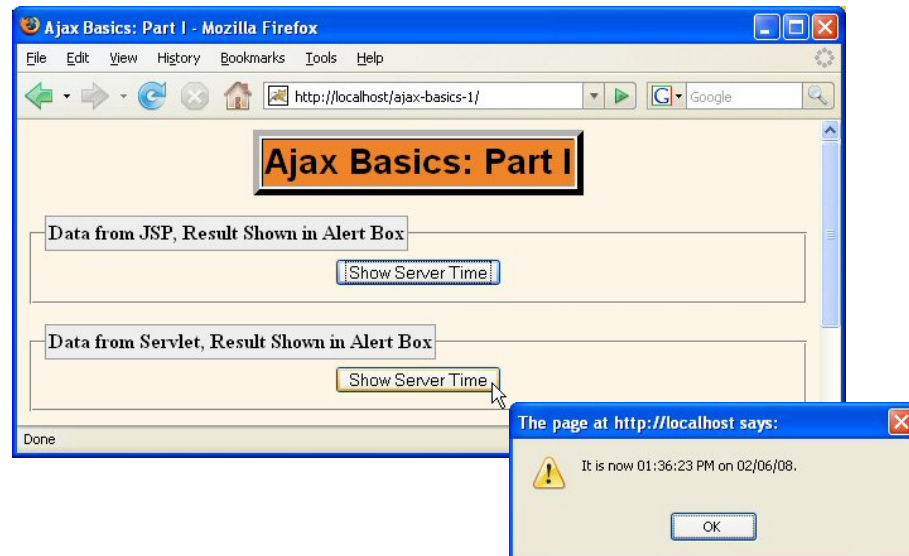 Ajax Basics: Part I - Mozilla Firefox
File Edit View History Bookmarks Tools Help
http://localhost/ajax-basics-1/ G Google
Ajax Basics: Part I
Data from JSP, Result Shown in Alert Box
Show Server Time
Data from Servlet, Result Shown in Alert Box
Show Server Time
Done
The page at http://localhost says:
It is now 01:36:23 PM on 02/06/08.
OK